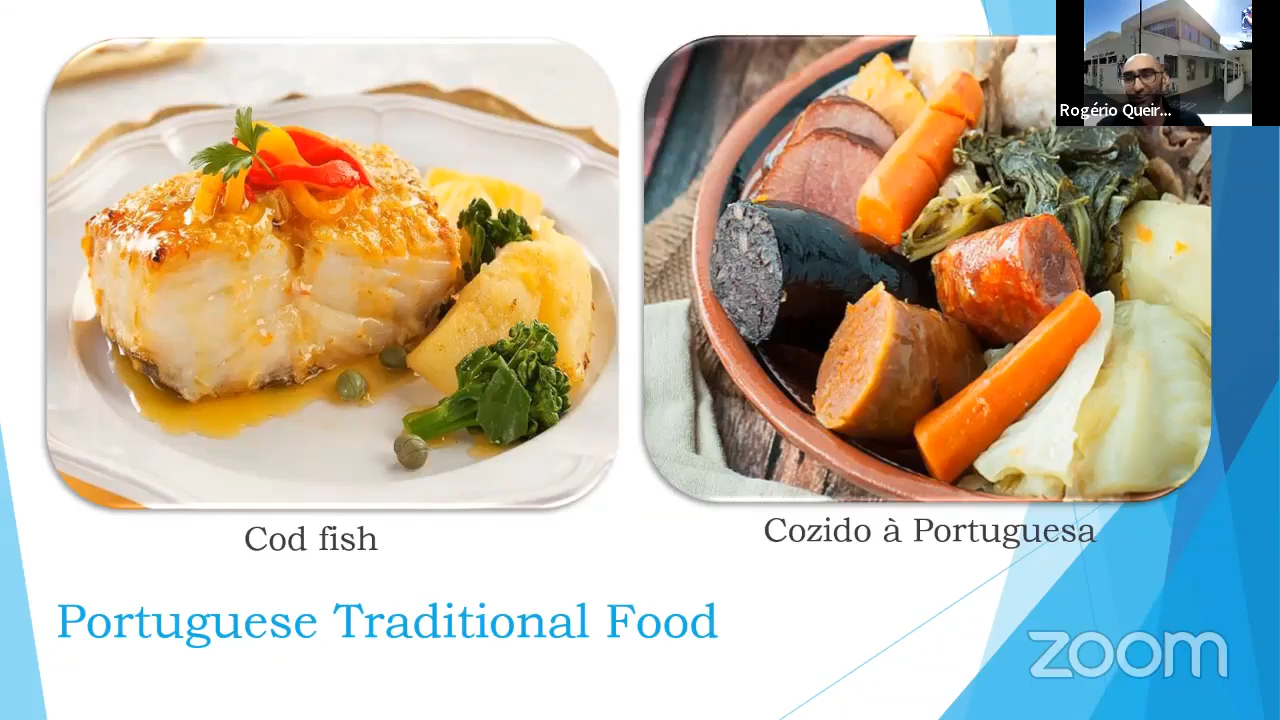 Rogério Queir...
Cod fish
Cozido à Portuguesa
Portuguese Traditional Food
zoom